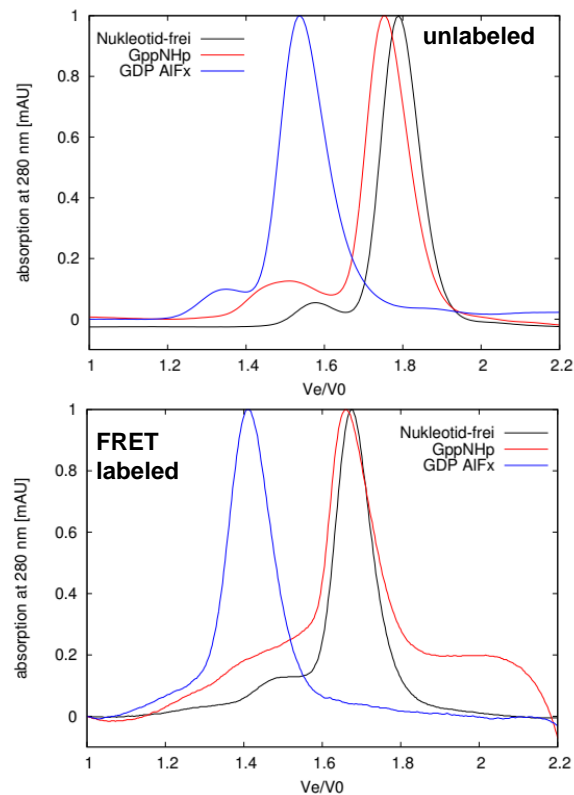 unlabeled
Nukleotid-frei
GppNHp
GDP AlFx
absorption at 280 nm [mAU]
1
0.8
0.6
0.4
0.2
0
1 1.2 1.4 1.6 1.8 2 2.2
Ve/V0
FRET
labeled
Nukleotid-frei
GppNHp
GDP AlFx
absorption at 280 nm [mAU]
1
0.8
0.6
0.4
0.2
0
1 1.2 1.4 1.6 1.8 2 2.2
Ve/V0